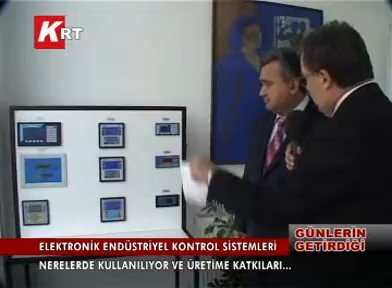 KRT
ELEKTRONİK ENDÜSTRİYEL KONTROL SİSTEMLERİ
GÜNLERİN
GETİRDİĞİ
NERELERDE KULLANILIYOR VE ÜRETİME KATKILARI...